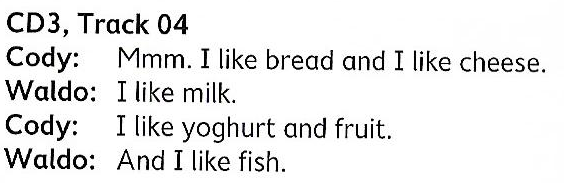 CD3, Track 04
Cody: Mmm. I like bread and I like cheese.
Waldo: I like milk.
Cody: I like yoghurt and fruit.
Waldo: And I like fish.